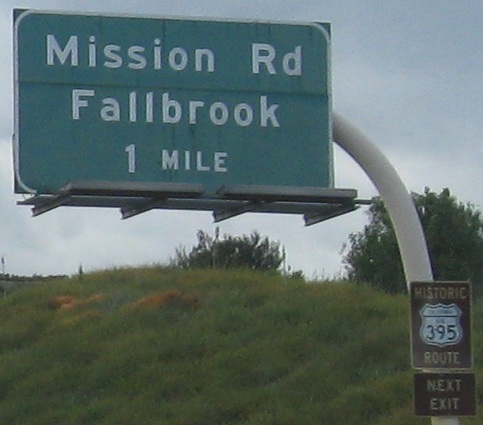 Mission Rd
Fallbrook
1 MILE
HISTORIC
395
ROUTE
NEXT
EXIT